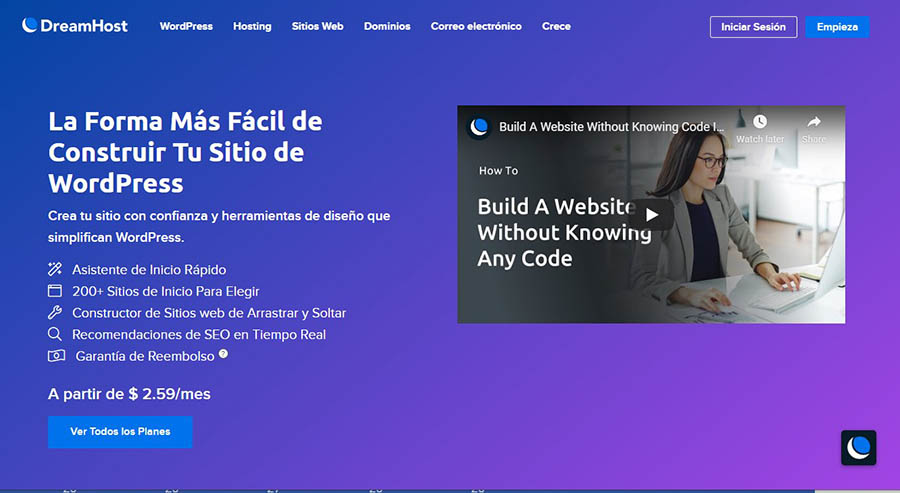 DreamHost
WordPress
Hosting
Sitios Web
Dominios
Correo electrónico
Crece
Iniciar Sesión
Empieza
La Forma Más Fácil de
Construir Tu Sitio de
WordPress
Crea tu sitio con confianza y herramientas de diseño que
simplifican WordPress.
Asistente de Inicio Rápido
200+ Sitios de Inicio Para Elegir
Constructor de Sitios web de Arrastrar y Soltar
Recomendaciones de SEO en Tiempo Real
Garantía de Reembolso ?
A partir de $ 2.59/mes
Ver Todos los Planes
Build A Website Without Knowing Code I...
Watch later
Share
How To
Build A Website
Without Knowing
Any Code